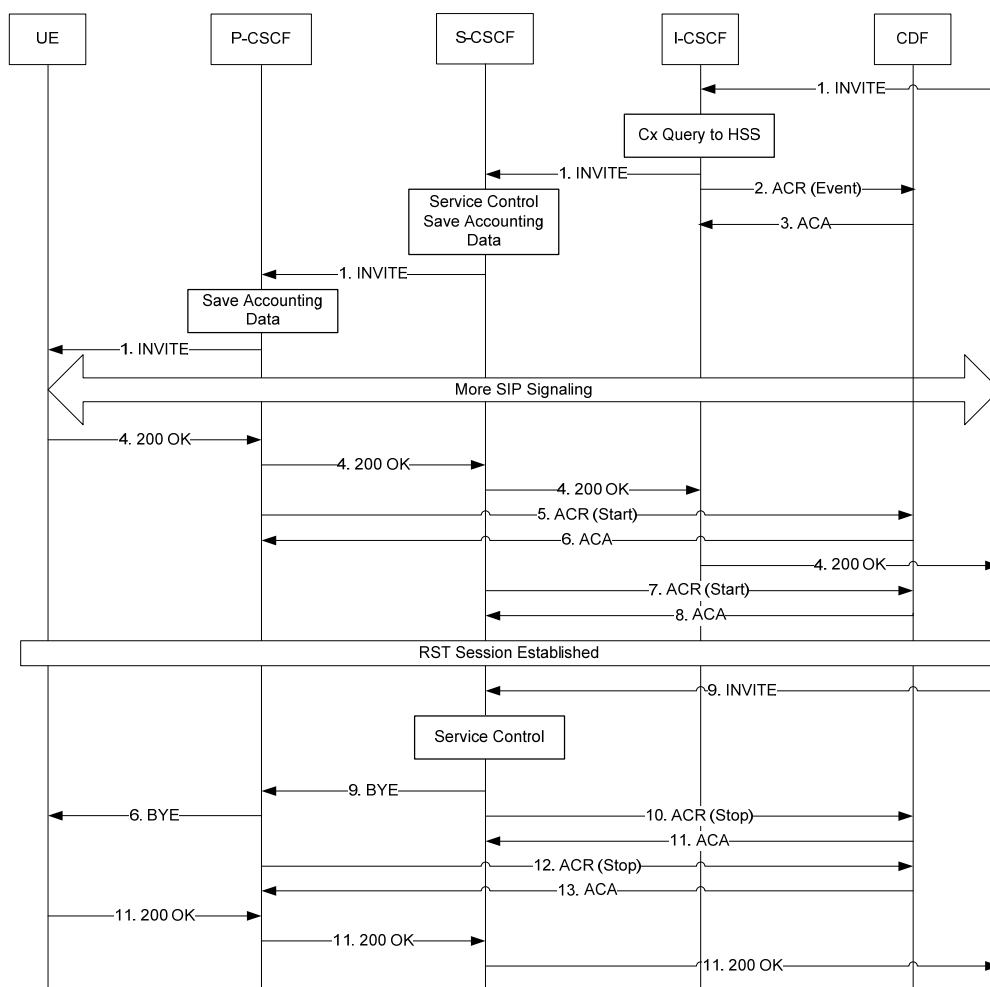 UE
P-CSCF
S-CSCF
I-CSCF
CDF
1. INVITE
Cx Query to HSS
1. INVITE
2. ACR (Event)
Service Control
Save Accounting
Data
3. ACA
1. INVITE
Save Accounting
Data
1. INVITE
More SIP Signaling
4. 200 OK
4. 200 OK
4. 200 OK
5. ACR (Start)
6. ACA
4. 200 OK
7. ACR (Start)
8. ACA
RST Session Established
9. INVITE
Service Control
9. BYE
6. BYE
10. ACR (Stop)
11. ACA
12. ACR (Stop)
13. ACA
11. 200 OK
11. 200 OK
11. 200 OK